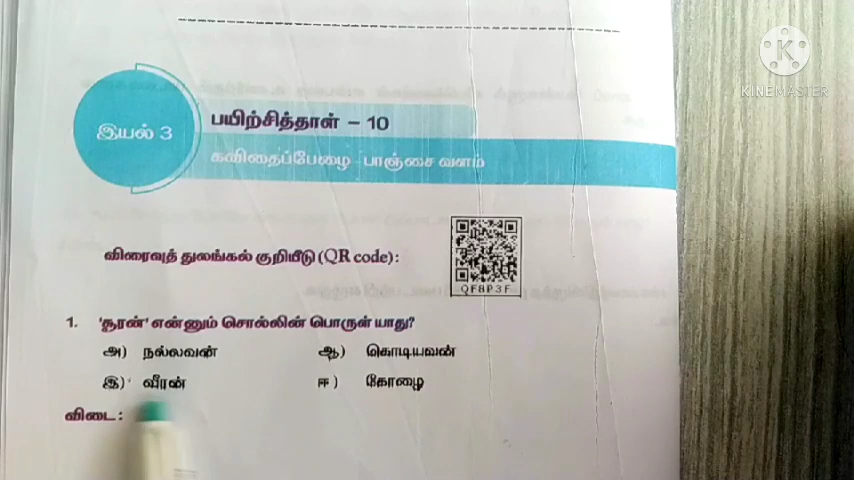 KINEMASTER
இயல் 3
பயிற்சித்தாள் – 10
கவிதைப்பேழை பாஞ்சை வளம்
விரைவுத் துலங்கல் குறியீடு (QR code):
QF8P3F
1. 'சூரன்' என்னும் சொல்லின் பொருள் யாது?
அ) நல்லவன் ஆ) கொடியவன்
இ) வீரன் ஈ) கோழை
விடை: